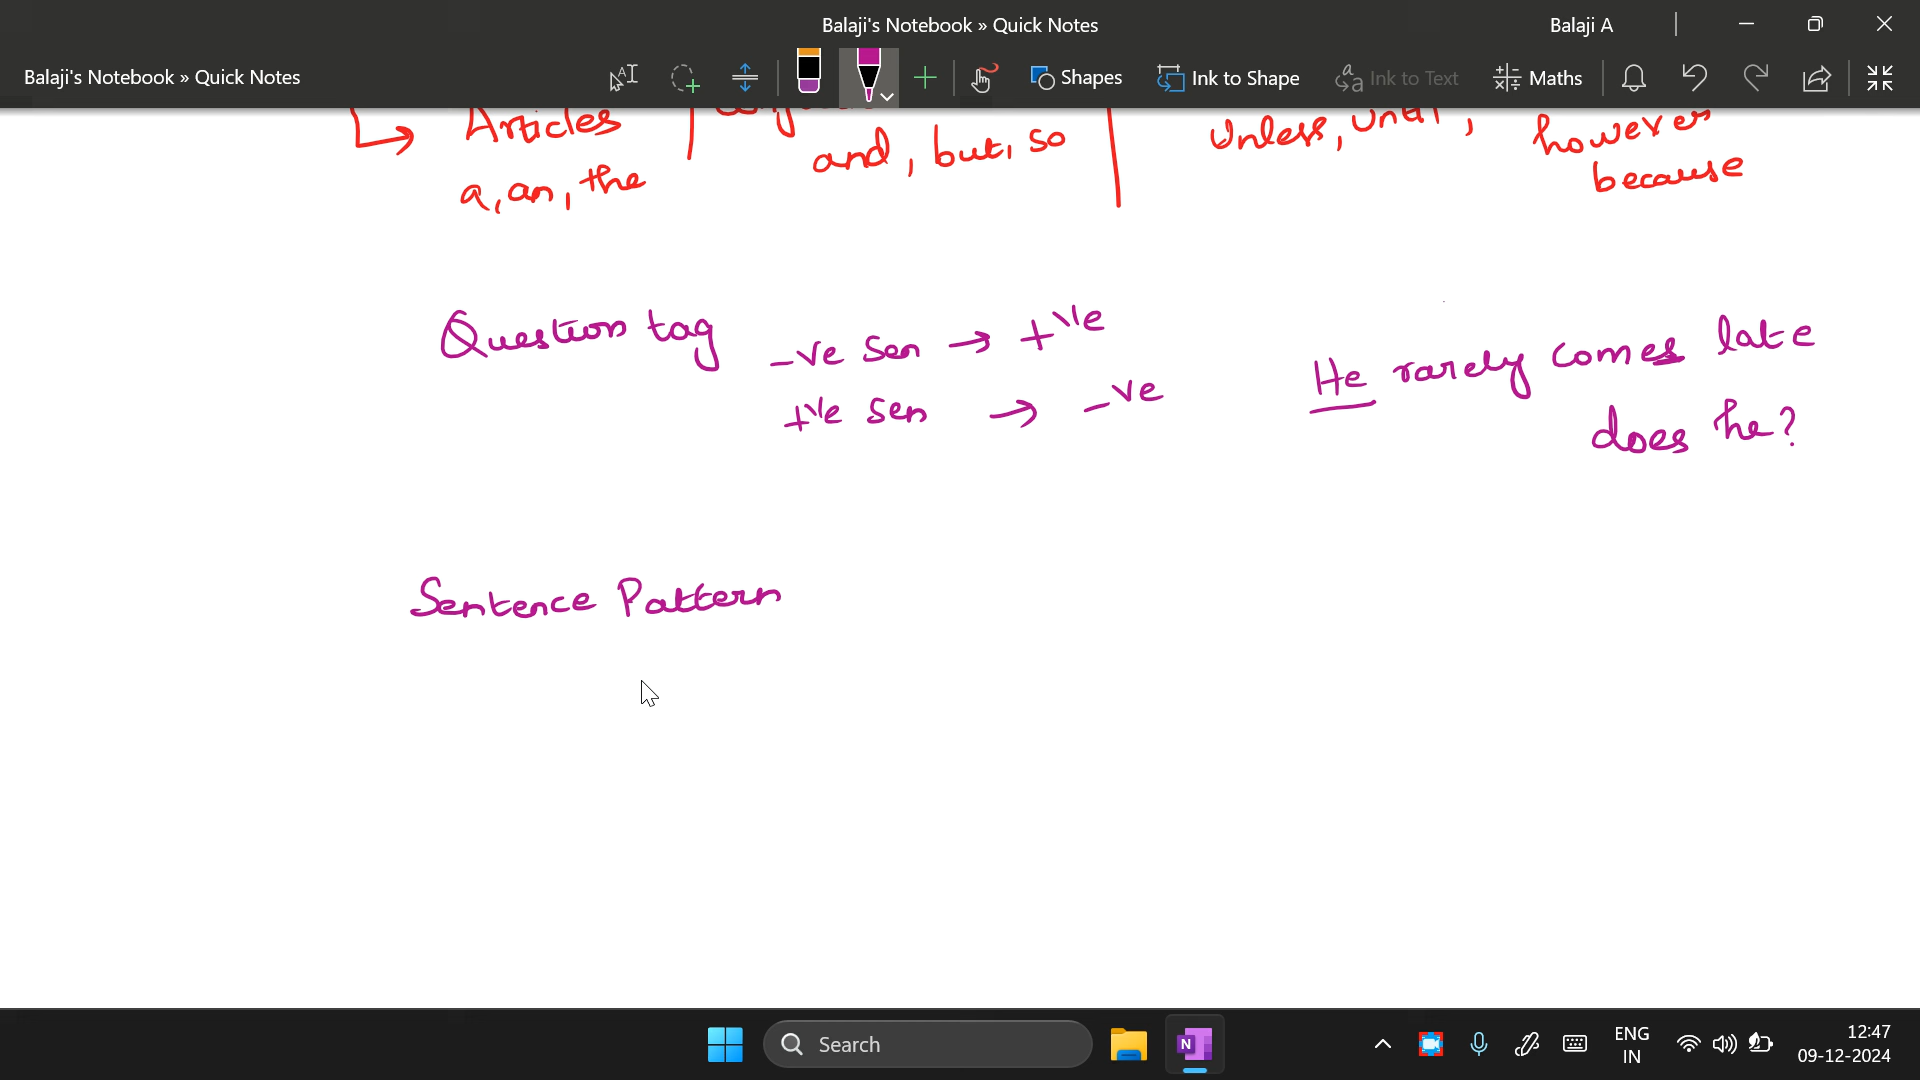 Balaji's Notebook » Quick Notes
Balaji A
Balaji's Notebook » Quick Notes
Shapes
Ink to Shape
Ink to Text
Maths
Articles
a, an, the
and, but, so
Unless, until,
however
because
Question tag
-ve sen → +ve
+ve sen → -ve
He rarely comes late
does he?
Sentence Pattern
Search
ENG
IN
12:47
09-12-2024